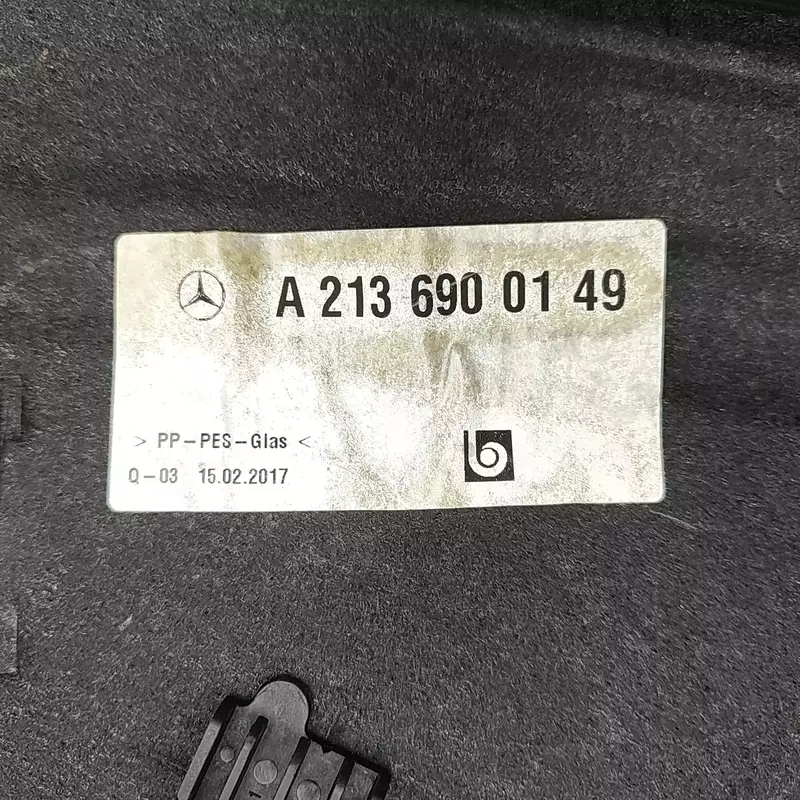 A 213 690 01 49
> PP-PES-Glas <
Q-03 15.02.2017